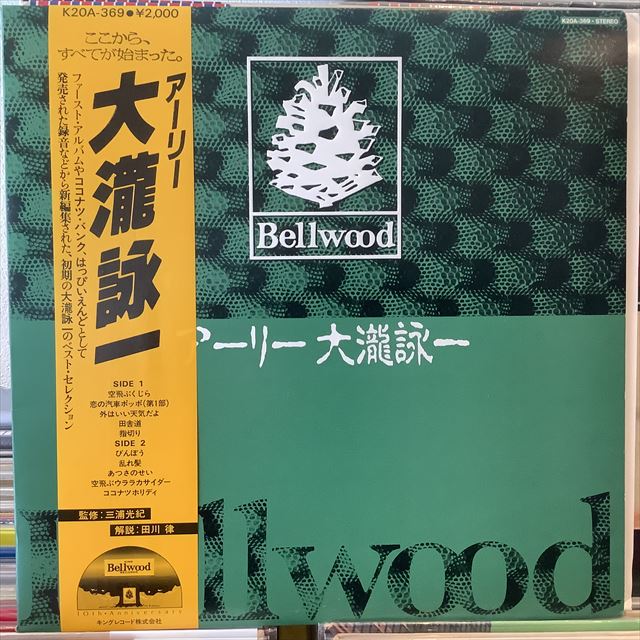 K20A-369●¥2,000
ここから、
すべてが始まった。
アーリー
大瀧詠一
ファースト・アルバムやココナツ・バンク、はっぴいえんどとして
発売された録音などから新編集された、初期の大瀧詠一のベスト・セレクション
SIDE 1
空飛ぶくじら
恋の汽車ポッポ(第1部)
外はいい天気だよ
田舎道
指切り
SIDE 2
びんぼう
乱れ髪
あつさのせい
空飛ぶウララカサイダー
ココナツホリディ
監修:三浦光紀
解説:田川 律
Bellwood
10th・Anniversary
キングレコード株式会社
K20A-369・STEREO
Bellwood
アーリー 大瀧詠一
Bellwood